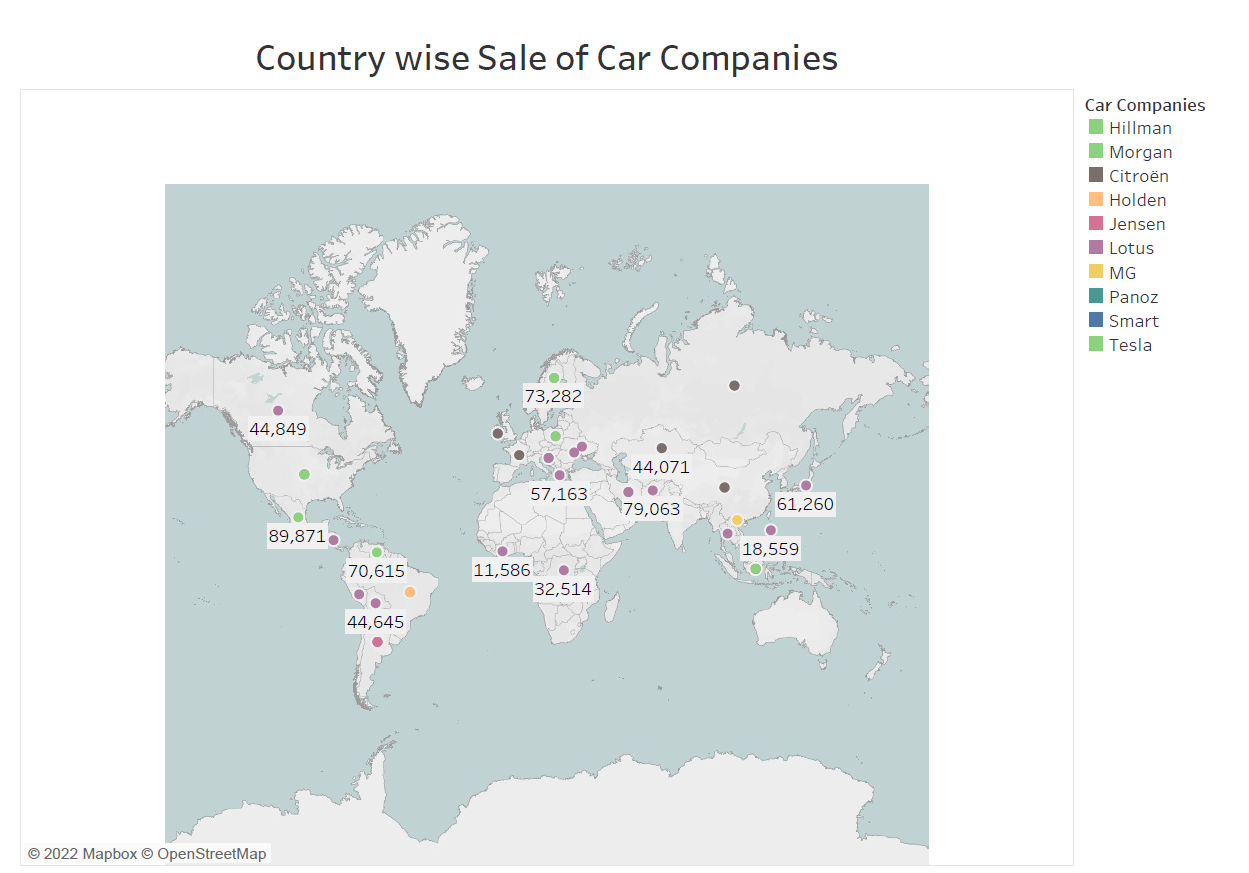 Country wise Sale of Car Companies
Car Companies
Hillman
Morgan
Citroën
Holden
Jensen
Lotus
MG
Panoz
Smart
Tesla
73,282
44,849
44,071
57,163
79,063
61,260
89,871
18,559
70,615
11,586
32,514
44,645
© 2022 Mapbox © OpenStreetMap